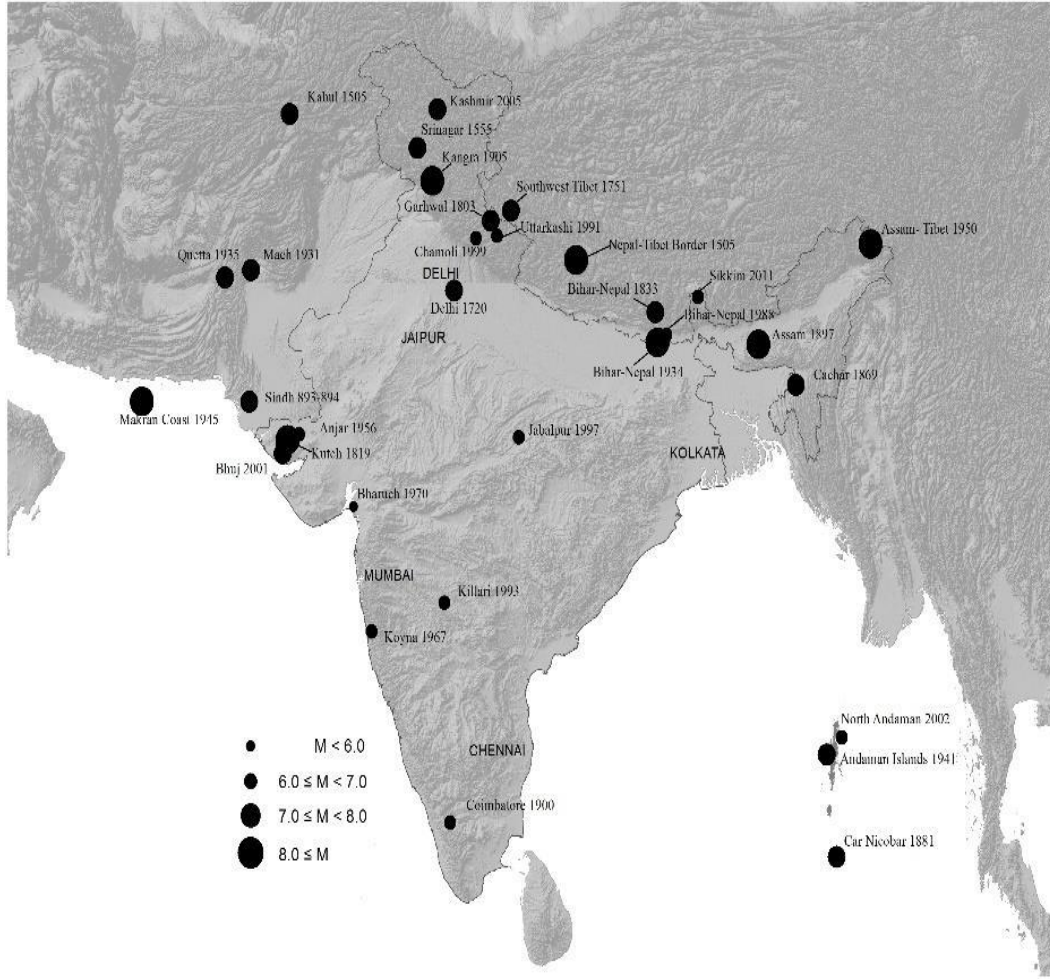 Kabul 1505
Kashmir 2005
Srinagar 1555
Kangra 1905
Southwest Tibet 1751
Garhwal 1803
Uttarkashi 1991
Assam- Tibet 1950
Chamoli 1999
Nepal-Tibet Border 1505
Quetta 1935
Mach 1931
DELHI
Sikkim 2011
Bihar-Nepal 1833
Delhi 1720
Bihar-Nepal 1988
JAIPUR
Assam 1897
Bihar-Nepal 1934
Cachar 1869
Sindh 893-894
Makran Coast 1945
Anjar 1956
Jabalpur 1997
Kutch 1819
KOLKATA
Bhuj 2001
Bharuch 1970
MUMBAI
Killari 1993
Koyna 1967
North Andaman 2002
M < 6.0
CHENNAI
Andaman Islands 1941
6.0 ≤ M < 7.0
Coimbatore 1900
7.0 ≤ M < 8.0
Car Nicobar 1881
8.0 ≤ M